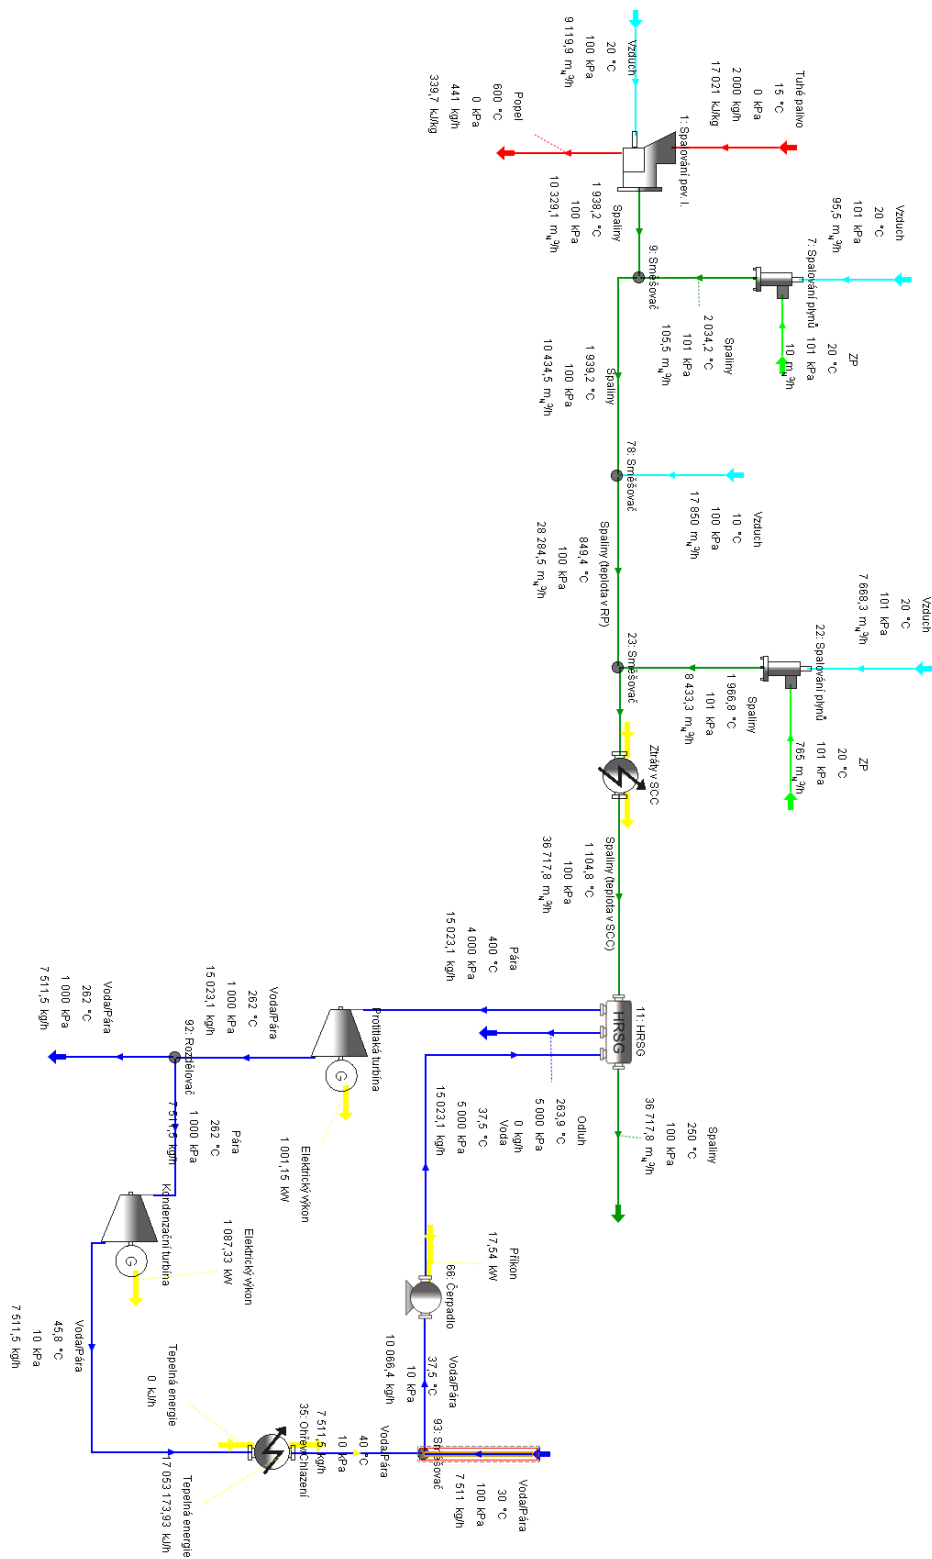 Vzduch
20 °C
100 kPa
9 119,9 m_N³/h
Tuhé palivo
15 °C
0 kPa
2 000 kg/h
17 021 kJ/kg
1: Spalování pev. l.
Popel
600 °C
0 kPa
441 kg/h
339,7 kJ/kg
Spaliny
1 938,2 °C
100 kPa
10 329,1 m_N³/h
Vzduch
20 °C
101 kPa
95,5 m_N³/h
7: Spalování plynů
ZP
20 °C
101 kPa
10 m_N³/h
9: Směšovač
Spaliny
2 034,2 °C
101 kPa
105,5 m_N³/h
Spaliny
1 939,2 °C
100 kPa
10 434,5 m_N³/h
78: Směšovač
Vzduch
10 °C
100 kPa
17 850 m_N³/h
Spaliny (teplota v RP)
849,4 °C
100 kPa
28 284,5 m_N³/h
Vzduch
20 °C
101 kPa
7 668,3 m_N³/h
22: Spalování plynů
ZP
20 °C
101 kPa
765 m_N³/h
23: Směšovač
Spaliny
1 966,8 °C
101 kPa
8 433,3 m_N³/h
Ztráty v SCC
Spaliny (teplota v SCC)
1 104,8 °C
100 kPa
36 717,8 m_N³/h
11: HRSG
HRSG
Spaliny
250 °C
100 kPa
36 717,8 m_N³/h
Pára
400 °C
4 000 kPa
15 023,1 kg/h
Odluh
263,9 °C
5 000 kPa
0 kg/h
Voda
37,5 °C
5 000 kPa
15 023,1 kg/h
Protitlaká turbína
G
Elektrický výkon
1 001,15 kW
Voda/Pára
262 °C
1 000 kPa
15 023,1 kg/h
92: Rozdělovač
Voda/Pára
262 °C
1 000 kPa
7 511,5 kg/h
Pára
262 °C
1 000 kPa
7 511,5 kg/h
Kondenzační turbína
G
Elektrický výkon
1 087,33 kW
Příkon
17,54 kW
66: Čerpadlo
Voda/Pára
37,5 °C
10 kPa
10 066,4 kg/h
Voda/Pára
45,8 °C
10 kPa
7 511,5 kg/h
Tepelná energie
0 kJ/h
35: Ohřev/Chlazení
Tepelná energie
17 053 173,93 kJ/h
Voda/Pára
40 °C
10 kPa
7 511,5 kg/h
93: Směšovač
Voda/Pára
30 °C
100 kPa
7 511 kg/h